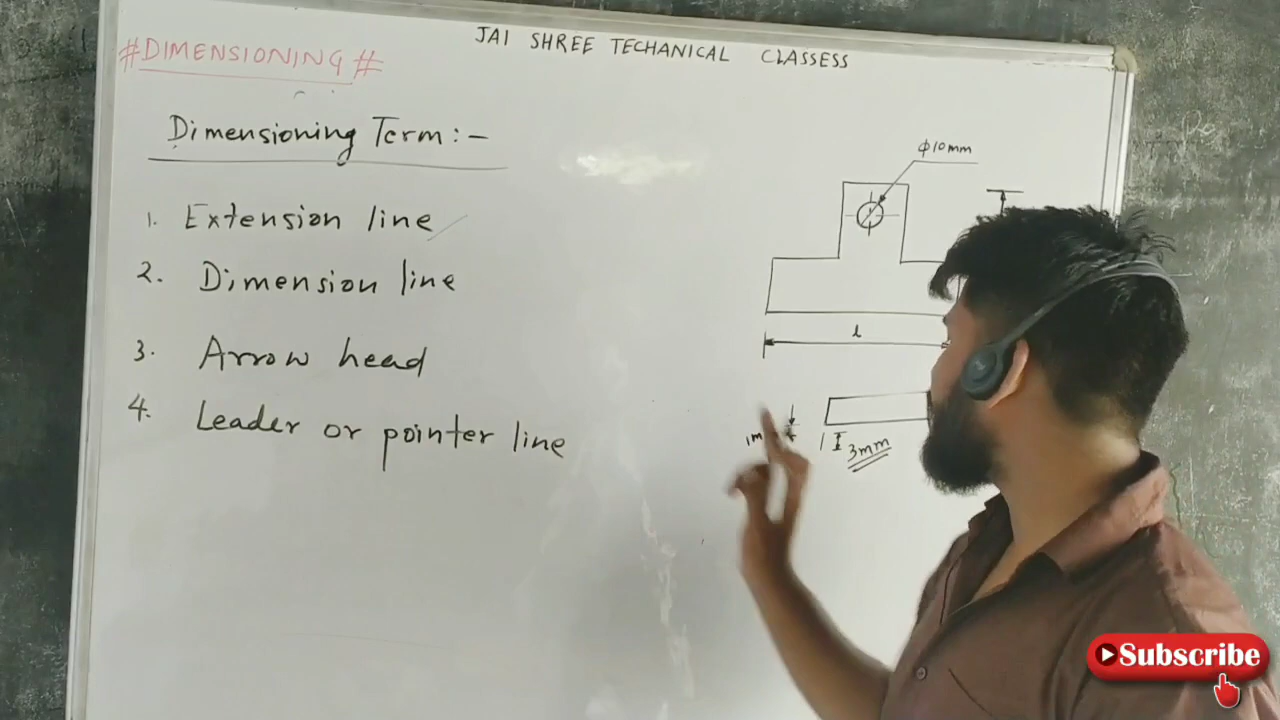 JAI SHREE TECHANICAL CLASSESS
#DIMENSIONING#
Dimensioning Term:-
1. Extension line
2. Dimension line
3. Arrow head
4. Leader or pointer line
ϕ10mm
l
3mm
Subscribe